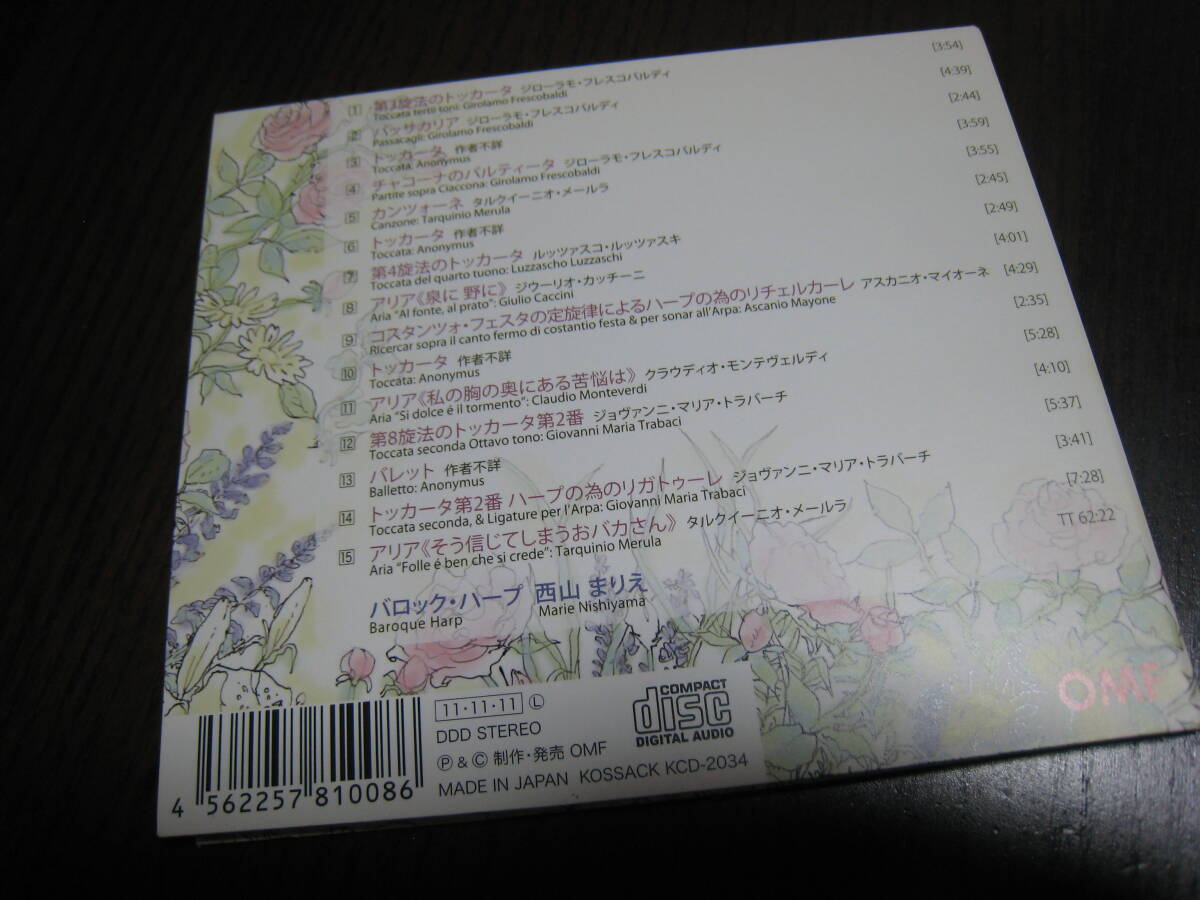 1 第3旋法のトッカータ ジローラモ・フレスコバルディ [3:54]
Toccata tertii toni: Girolamo Frescobaldi
2 パッサカリア ジローラモ・フレスコバルディ [4:39]
Passacagli: Girolamo Frescobaldi
3 トッカータ 作者不詳 [2:44]
Toccata: Anonymus
4 チャコーナのパルティータ ジローラモ・フレスコバルディ [3:59]
Partite sopra Ciaccona: Girolamo Frescobaldi
5 カンツォーネ タルクイーニオ・メールラ [3:55]
Canzone: Tarquinio Merula
6 トッカータ 作者不詳 [2:45]
Toccata: Anonymus
7 第4旋法のトッカータ ルッツァスコ・ルッツァスキ [2:49]
Toccata del quarto tuono: Luzzascho Luzzaschi
8 アリア《泉に 野に》 ジウーリオ・カッチーニ [4:01]
Aria "Al fonte, al prato": Giulio Caccini
9 コスタンツォ・フェスタの定旋律によるハープの為のリチェルカーレ アスカニオ・マイオーネ [4:29]
Ricercar sopra il canto fermo di costantio festa & per sonar all'Arpa: Ascanio Mayone
10 トッカータ 作者不詳 [2:35]
Toccata: Anonymus
11 アリア《私の胸の奥にある苦悩は》 クラウディオ・モンテヴェルディ [5:28]
Aria "Si dolce é il tormento": Claudio Monteverdi
12 第8旋法のトッカータ第2番 ジョヴァンニ・マリア・トラバーチ [4:10]
Toccata seconda Ottavo tono: Giovanni Maria Trabaci
13 バレット 作者不詳 [5:37]
Balletto: Anonymus
14 トッカータ第2番 ハープの為のリガトゥーレ ジョヴァンニ・マリア・トラバーチ [3:41]
Toccata seconda, & Ligature per l'Arpa: Giovanni Maria Trabaci
15 アリア《そう信じてしまうおバカさん》 タルクイーニオ・メールラ [7:28]
Aria "Folle é ben che si crede": Tarquinio Merula
TT 62:22
バロック・ハープ 西山 まりえ
Baroque Harp Marie Nishiyama
OMF
11・11・11 Ⓛ
DDD STEREO
COMPACT disc DIGITAL AUDIO
Ⓟ & Ⓒ 制作・発売 OMF
MADE IN JAPAN KOSSACK KCD-2034
4 562257 810086